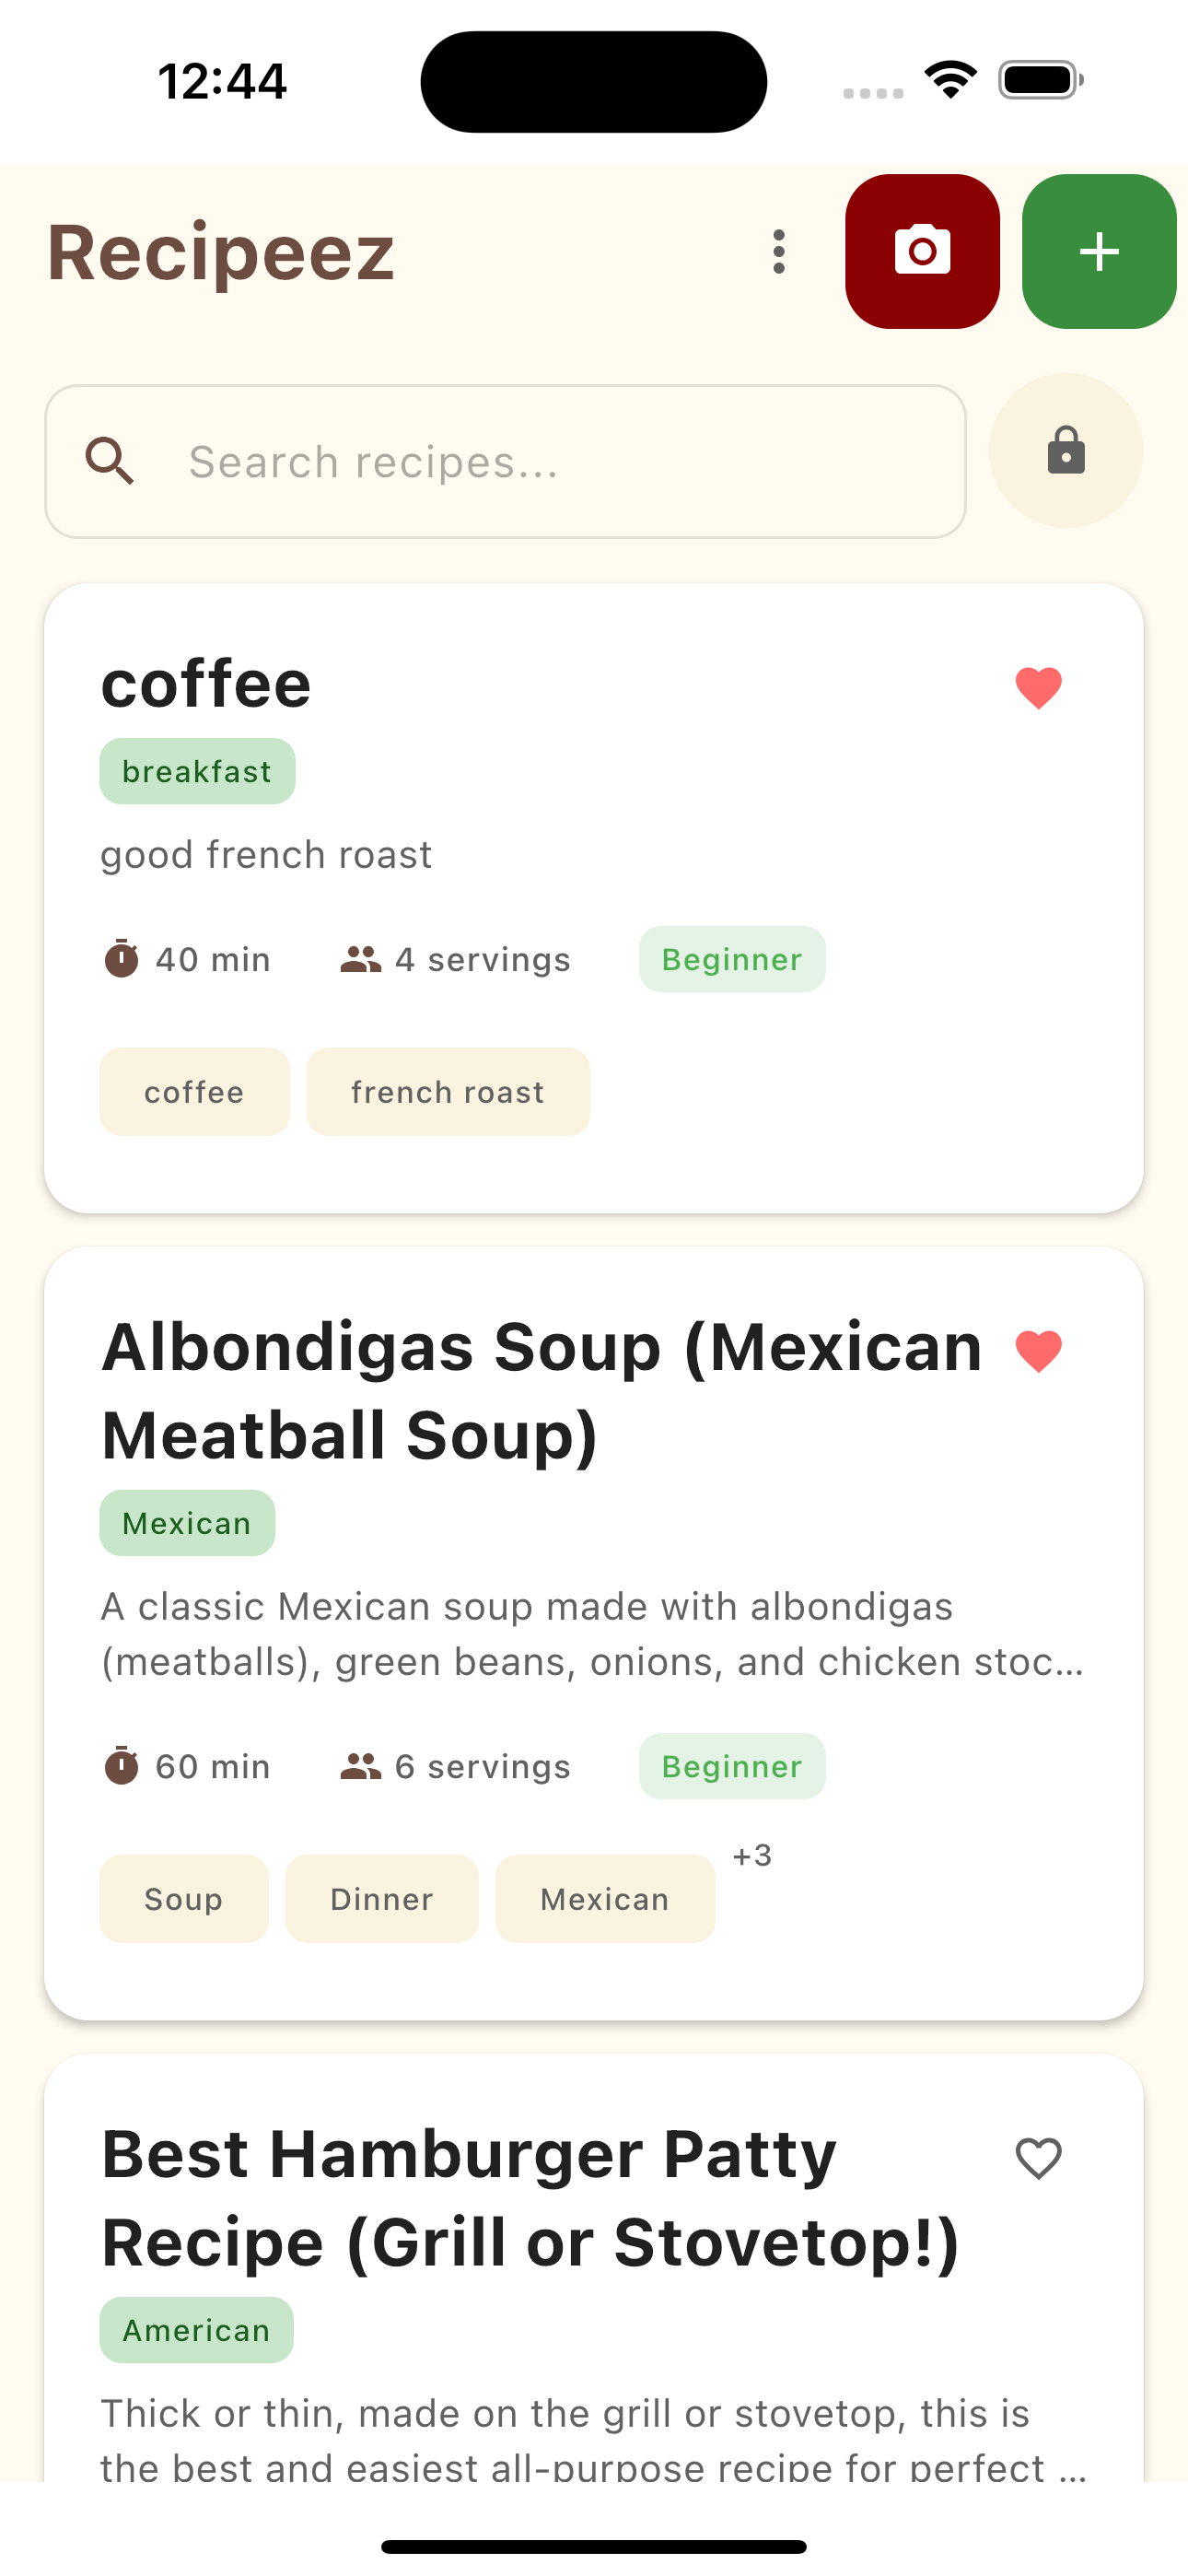 12:44
Recipeez
Search recipes...
coffee
breakfast
good french roast
40 min 4 servings Beginner
coffee french roast
Albondigas Soup (Mexican
Meatball Soup)
Mexican
A classic Mexican soup made with albondigas
(meatballs), green beans, onions, and chicken stoc...
60 min 6 servings Beginner
Soup Dinner Mexican +3
Best Hamburger Patty
Recipe (Grill or Stovetop!)
American
Thick or thin, made on the grill or stovetop, this is
the best and easiest all-purpose recipe for perfect ...